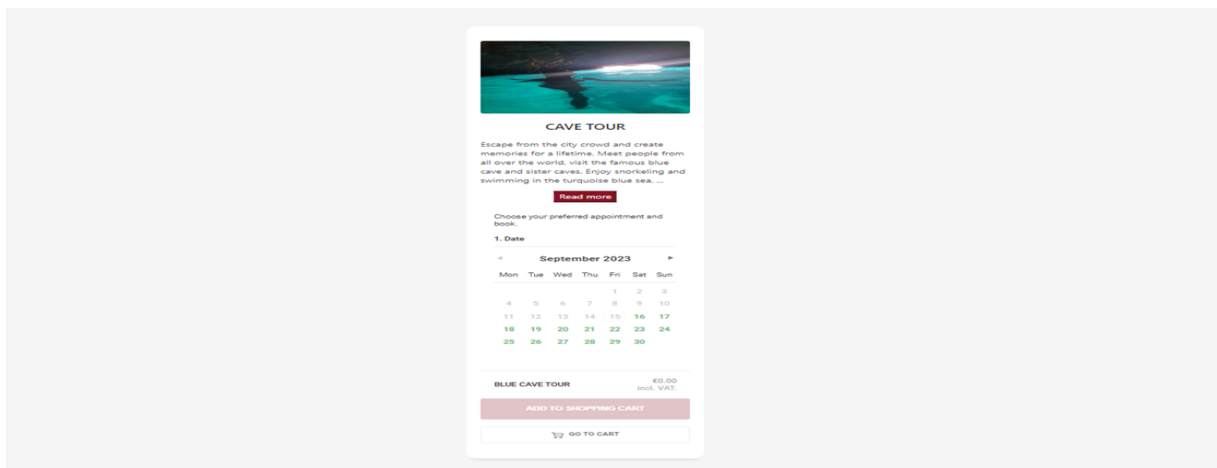 CAVE TOUR
Escape from the city crowd and create
memories for a lifetime. Meet people from
all over the world, visit the famous blue
cave and sister caves. Enjoy snorkeling and
swimming in the turquoise blue sea. ...
Read more
Choose your preferred appointment and
book.
1. Date
◄ September 2023 ►
Mon Tue Wed Thu Fri Sat Sun
1 2 3
4 5 6 7 8 9 10
11 12 13 14 15 16 17
18 19 20 21 22 23 24
25 26 27 28 29 30
BLUE CAVE TOUR €0.00
incl. VAT.
ADD TO SHOPPING CART
GO TO CART